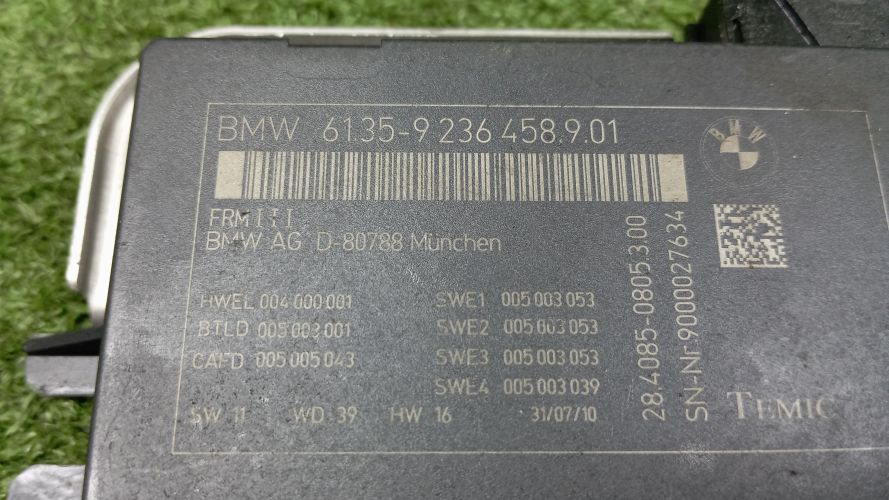 BMW 6135-9 236 458.9.01
BMW
FRM III
BMW AG D-80788 München
HWEL 004 000 001
BTLD 005 003 001
CAFD 005 005 043
SWE1 005 003 053
SWE2 005 003 053
SWE3 005 003 053
SWE4 005 003 039
SW 11 WD 39 HW 16 31/07/10
28.4085-0805.3.00
SN-Nr.9000027634
TEMIC